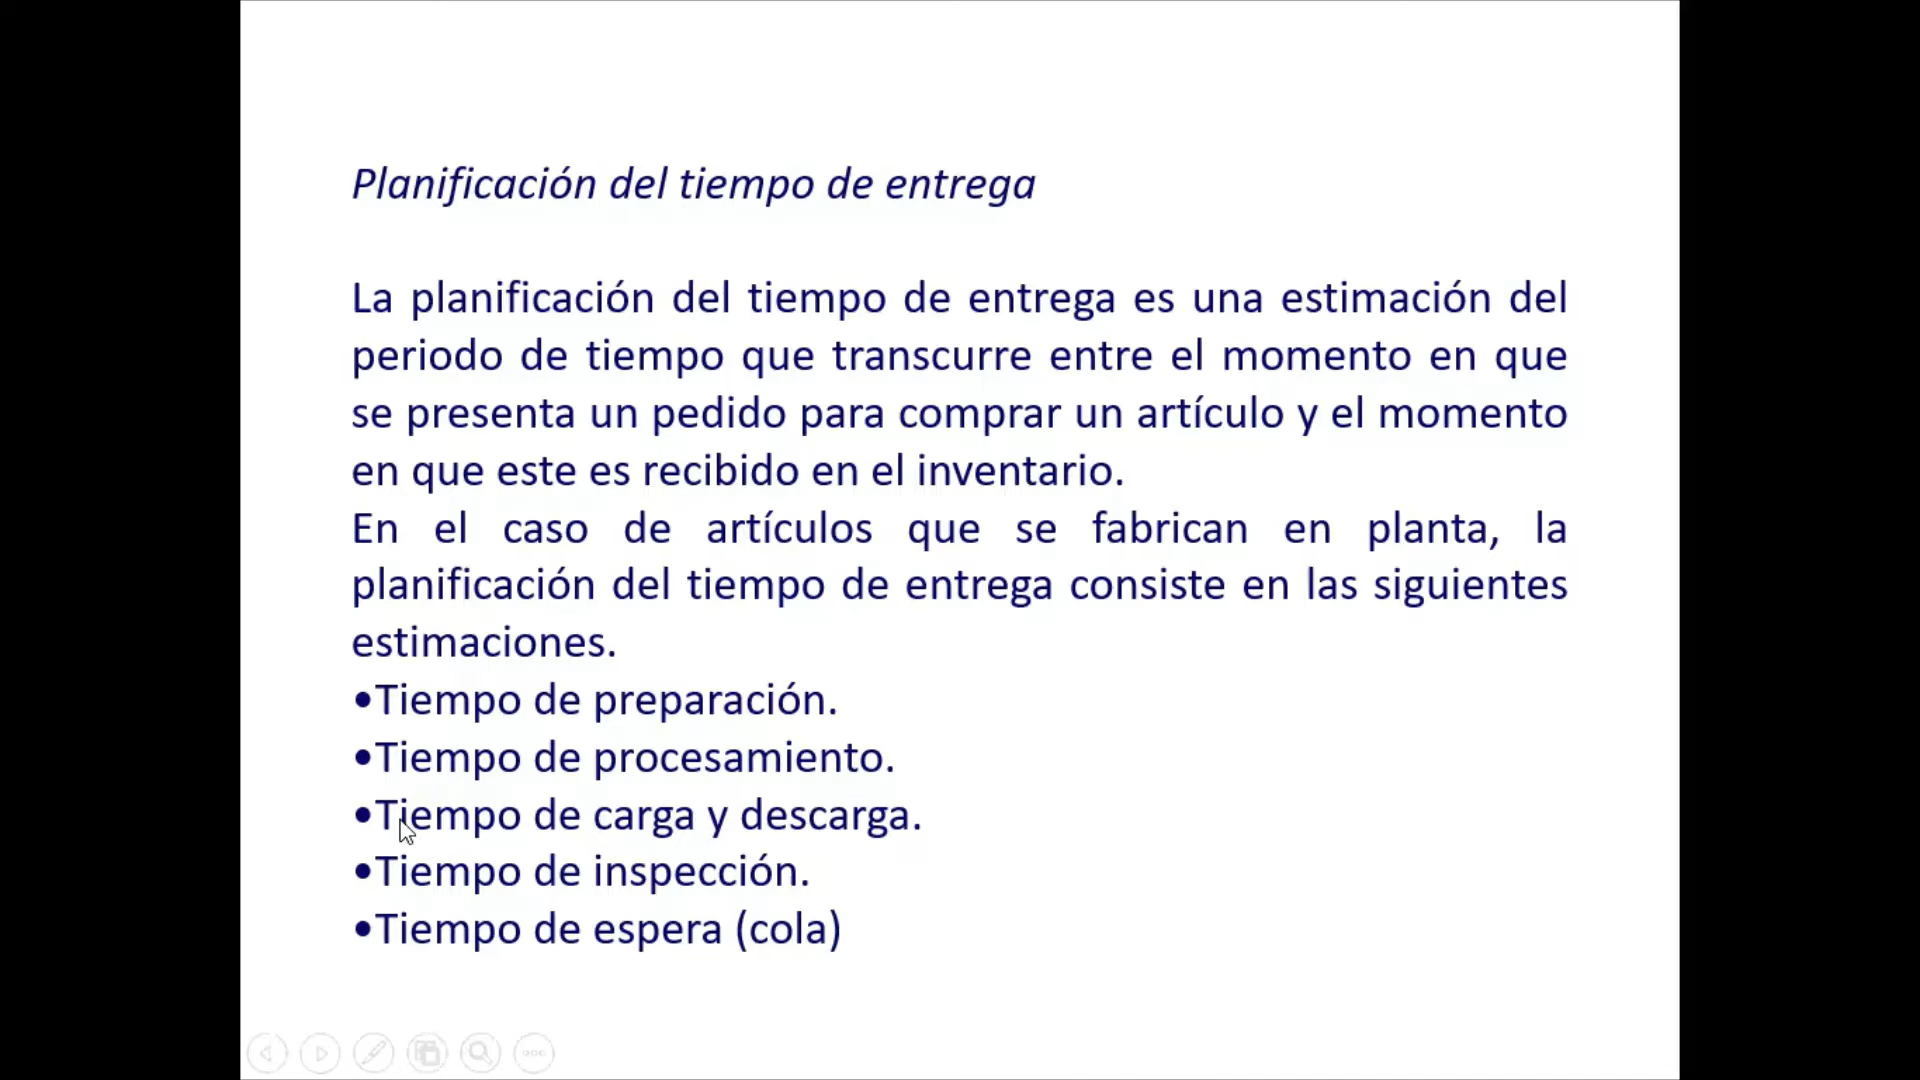 Planificación del tiempo de entrega
La planificación del tiempo de entrega es una estimación del
periodo de tiempo que transcurre entre el momento en que
se presenta un pedido para comprar un artículo y el momento
en que este es recibido en el inventario.
En el caso de artículos que se fabrican en planta, la
planificación del tiempo de entrega consiste en las siguientes
estimaciones.
•Tiempo de preparación.
•Tiempo de procesamiento.
•Tiempo de carga y descarga.
•Tiempo de inspección.
•Tiempo de espera (cola)